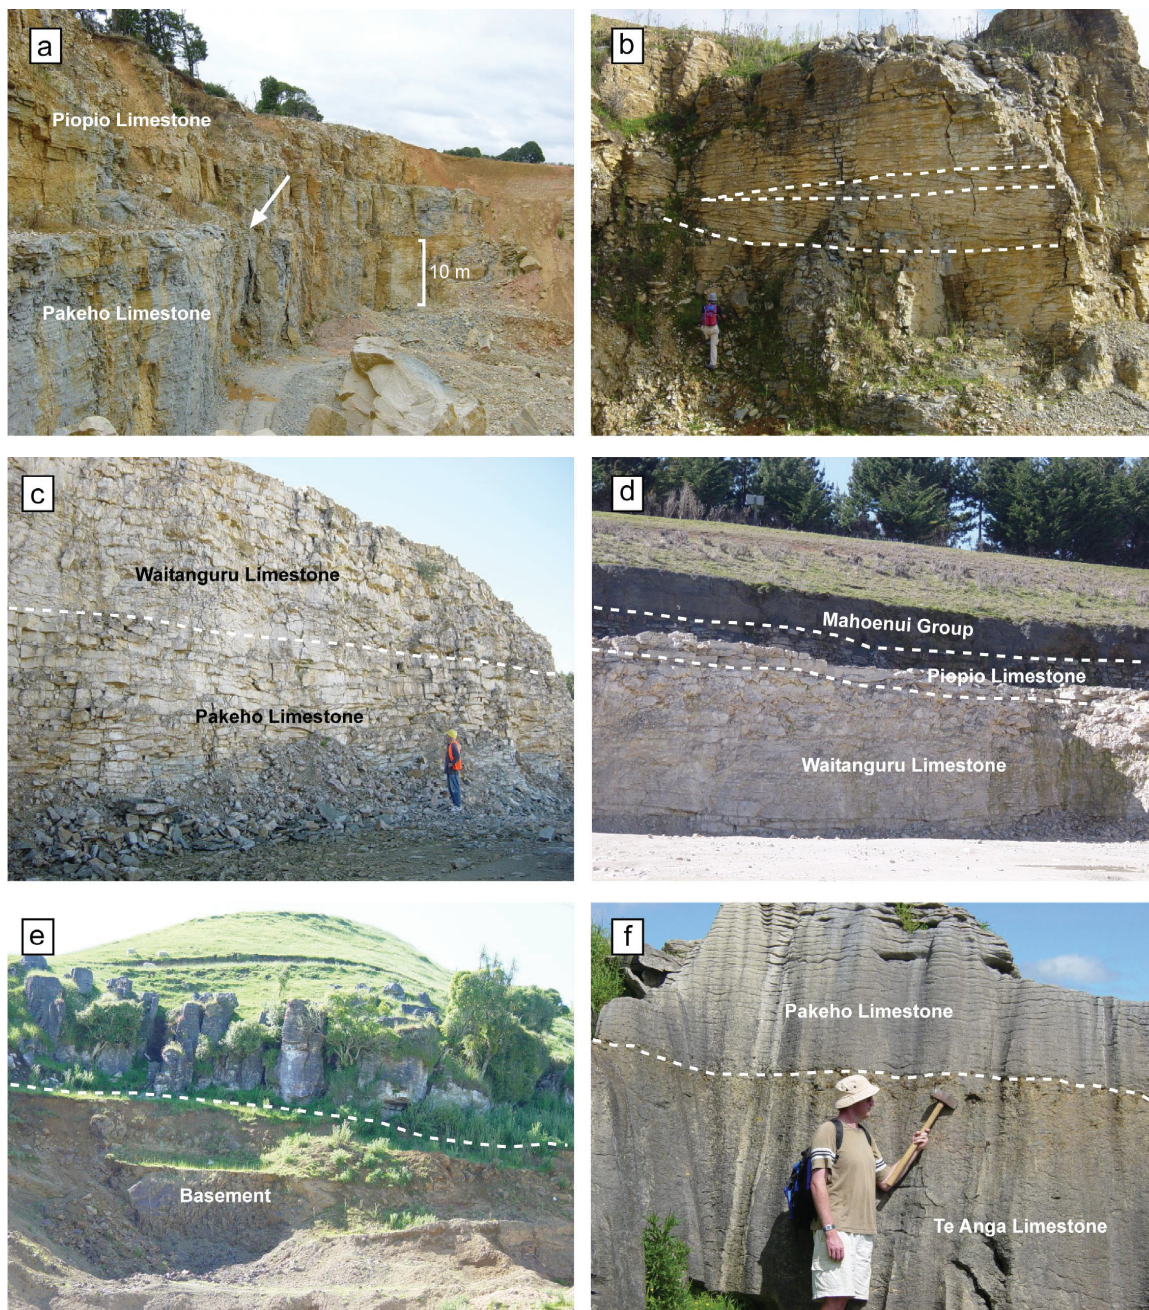 a
Piopio Limestone
10 m
Pakeho Limestone
b
c
Waitanguru Limestone
Pakeho Limestone
d
Mahoenui Group
Piopio Limestone
Waitanguru Limestone
e
Basement
f
Pakeho Limestone
Te Anga Limestone